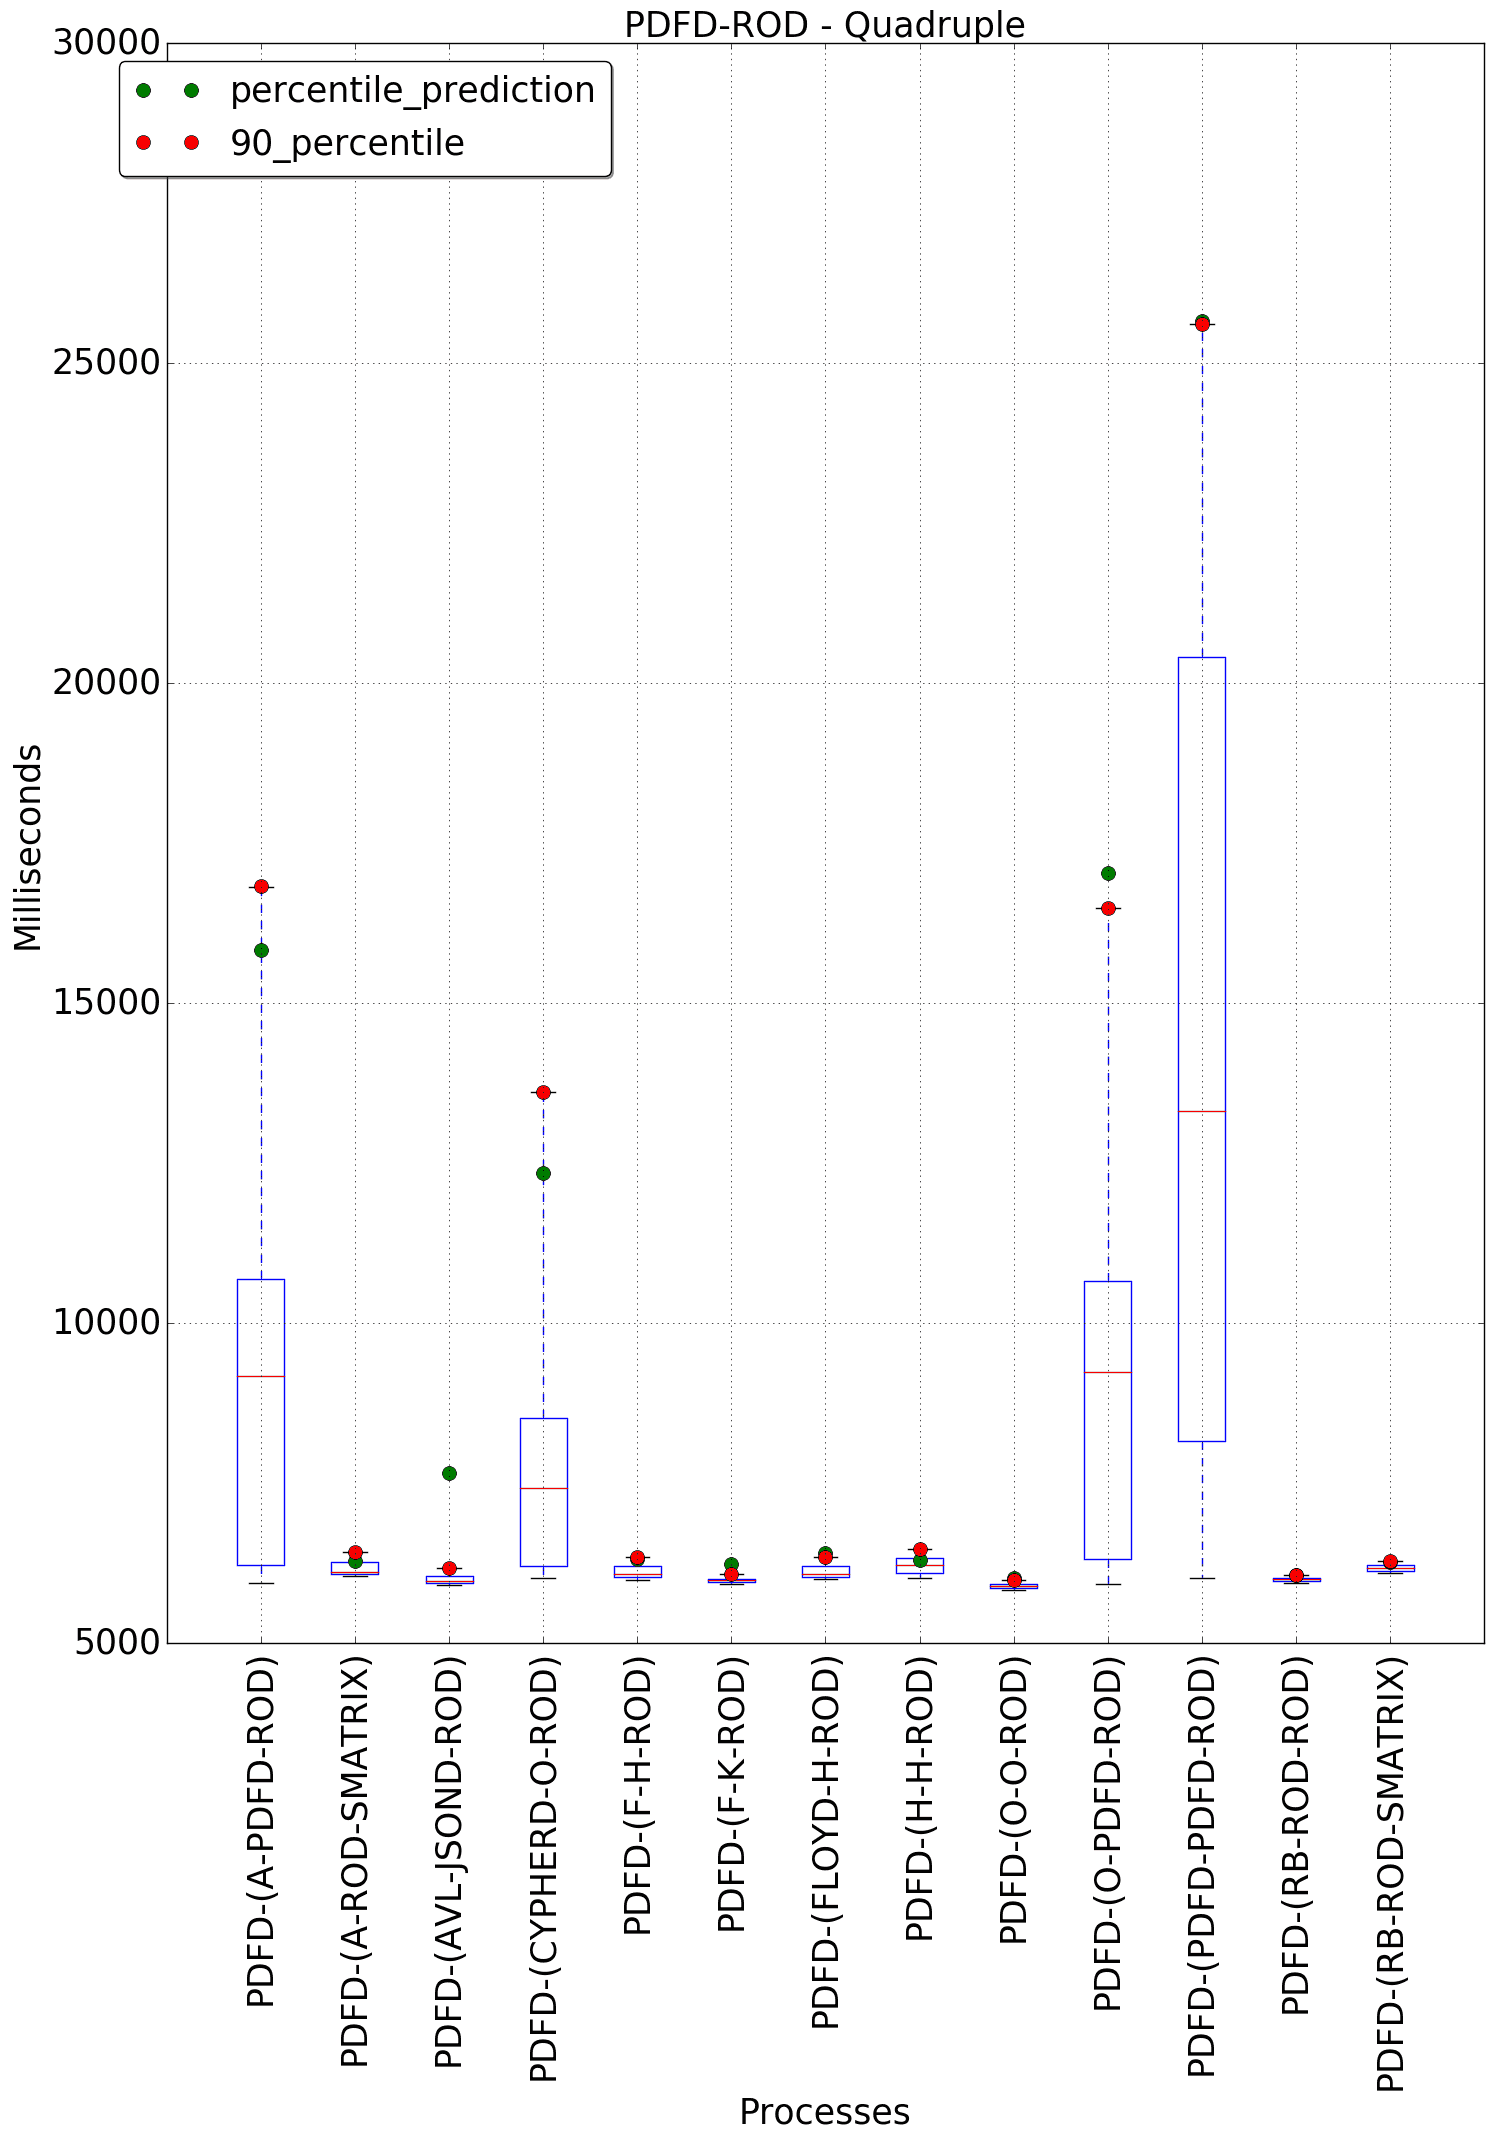 PDFD-ROD - Quadruple
percentile_prediction
90_percentile
30000
25000
20000
15000
10000
5000
Milliseconds
PDFD-(A-PDFD-ROD)
PDFD-(A-ROD-SMATRIX)
PDFD-(AVL-JSOND-ROD)
PDFD-(CYPHERD-O-ROD)
PDFD-(F-H-ROD)
PDFD-(F-K-ROD)
PDFD-(FLOYD-H-ROD)
PDFD-(H-H-ROD)
PDFD-(O-O-ROD)
PDFD-(O-PDFD-ROD)
PDFD-(PDFD-PDFD-ROD)
PDFD-(RB-ROD-ROD)
PDFD-(RB-ROD-SMATRIX)
Processes